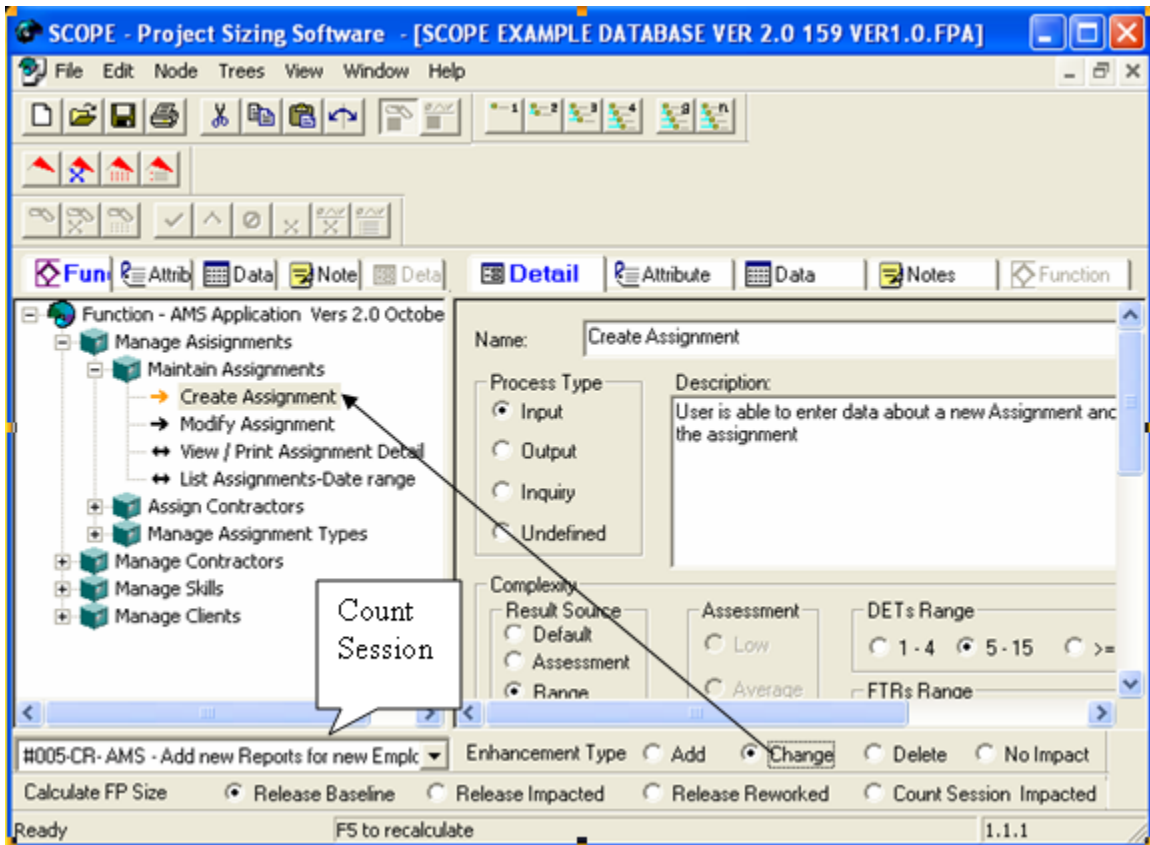 SCOPE - Project Sizing Software - [SCOPE EXAMPLE DATABASE VER 2.0 159 VER1.0.FPA]
File Edit Node Trees View Window Help
Fun Attrib Data Note Detal
Detail Attribute Data Notes Function
Function - AMS Application Vers 2.0 Octobe
Manage Asisignments
Maintain Assignments
Create Assignment
Modify Assignment
View / Print Assignment Detail
List Assignments-Date range
Assign Contractors
Manage Assignment Types
Manage Contractors
Manage Skills
Manage Clients
Count
Session
Name: Create Assignment
Process Type
Input
Output
Inquiry
Undefined
Description:
User is able to enter data about a new Assignment and
the assignment
Complexity
Result Source
Default
Assessment
Range
Assessment
Low
Average
DETs Range
1 - 4 5 - 15 >=
FTRs Range
#005-CR- AMS - Add new Reports for new Emplc
Enhancement Type Add Change Delete No Impact
Calculate FP Size Release Baseline Release Impacted Release Reworked Count Session Impacted
Ready F5 to recalculate 1.1.1